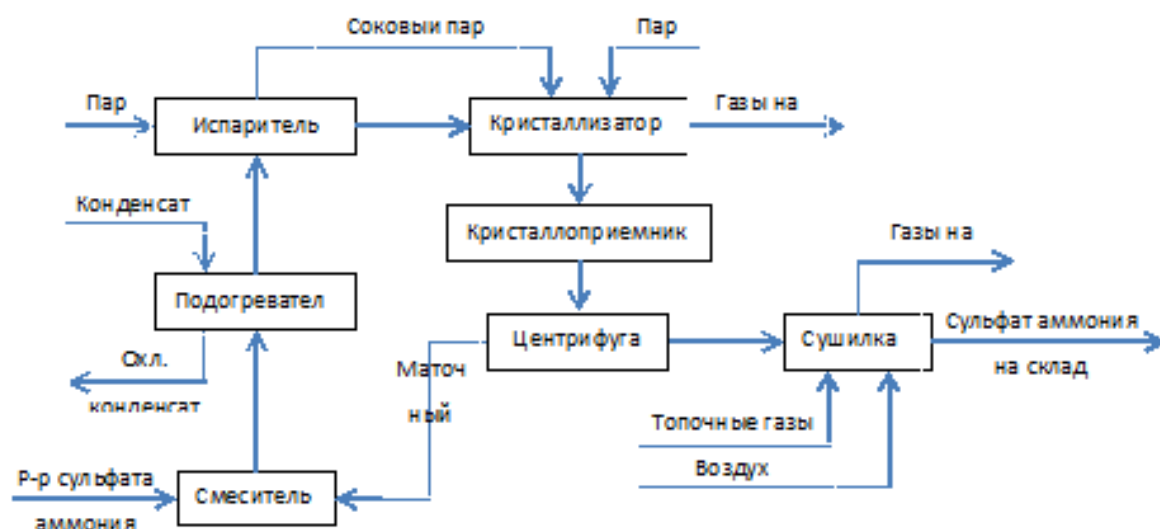 Соковый пар
Пар
Пар
Испаритель
Кристаллизатор
Газы на
Конденсат
Кристаллоприемник
Газы на
Подогревател
Центрифуга
Сушилка
Сульфат аммония
на склад
Охл.
конденсат
Маточ
ный
Топочные газы
Воздух
Р-р сульфата
аммония
Смеситель